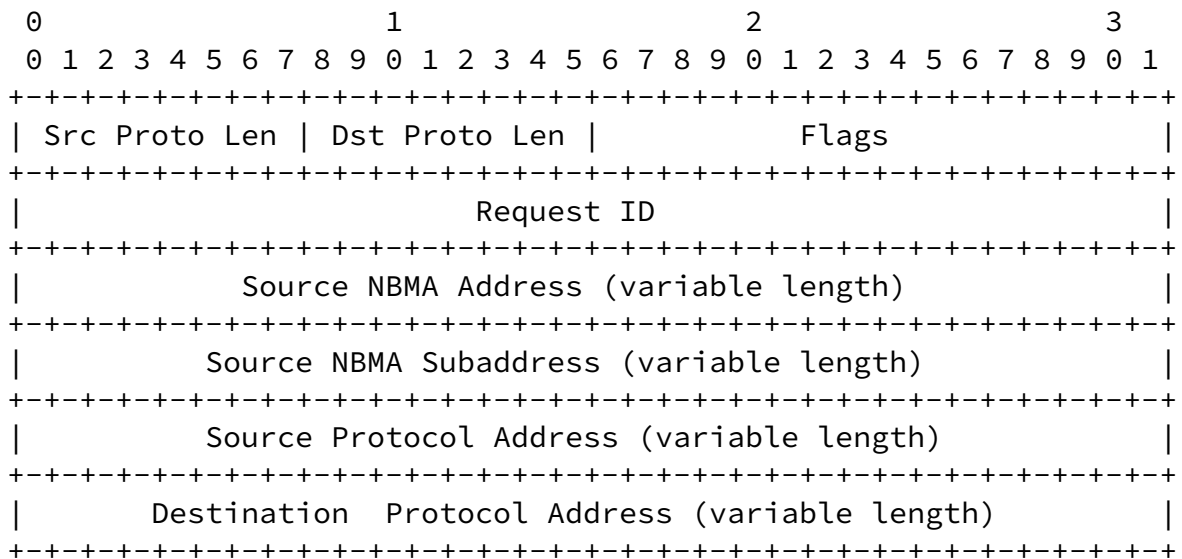 0                   1                   2                   3
 0 1 2 3 4 5 6 7 8 9 0 1 2 3 4 5 6 7 8 9 0 1 2 3 4 5 6 7 8 9 0 1
+-+-+-+-+-+-+-+-+-+-+-+-+-+-+-+-+-+-+-+-+-+-+-+-+-+-+-+-+-+-+-+-+
| Src Proto Len | Dst Proto Len |           Flags               |
+-+-+-+-+-+-+-+-+-+-+-+-+-+-+-+-+-+-+-+-+-+-+-+-+-+-+-+-+-+-+-+-+
|                         Request ID                            |
+-+-+-+-+-+-+-+-+-+-+-+-+-+-+-+-+-+-+-+-+-+-+-+-+-+-+-+-+-+-+-+-+
|            Source NBMA Address (variable length)              |
+-+-+-+-+-+-+-+-+-+-+-+-+-+-+-+-+-+-+-+-+-+-+-+-+-+-+-+-+-+-+-+-+
|          Source NBMA Subaddress (variable length)             |
+-+-+-+-+-+-+-+-+-+-+-+-+-+-+-+-+-+-+-+-+-+-+-+-+-+-+-+-+-+-+-+-+
|          Source Protocol Address (variable length)            |
+-+-+-+-+-+-+-+-+-+-+-+-+-+-+-+-+-+-+-+-+-+-+-+-+-+-+-+-+-+-+-+-+
|       Destination  Protocol Address (variable length)         |
+-+-+-+-+-+-+-+-+-+-+-+-+-+-+-+-+-+-+-+-+-+-+-+-+-+-+-+-+-+-+-+-+